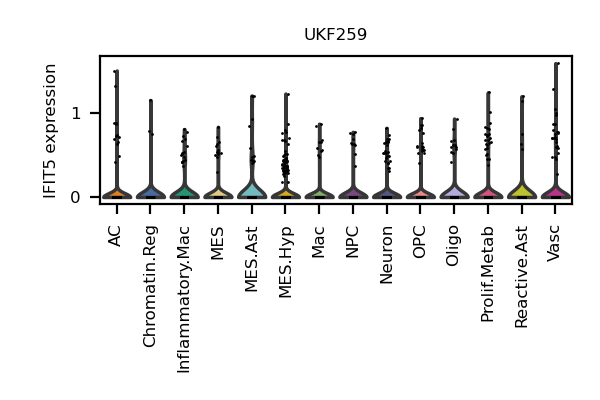 UKF259
IFIT5 expression
1
0
AC
Chromatin.Reg
Inflammatory.Mac
MES
MES.Ast
MES.Hyp
Mac
NPC
Neuron
OPC
Oligo
Prolif.Metab
Reactive.Ast
Vasc